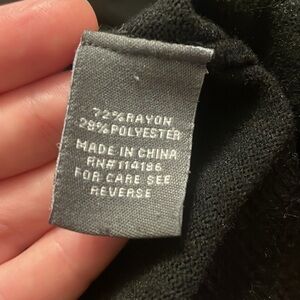 72%RAYON
28%POLYESTER
MADE IN CHINA
RN#114186
FOR CARE SEE
REVERSE